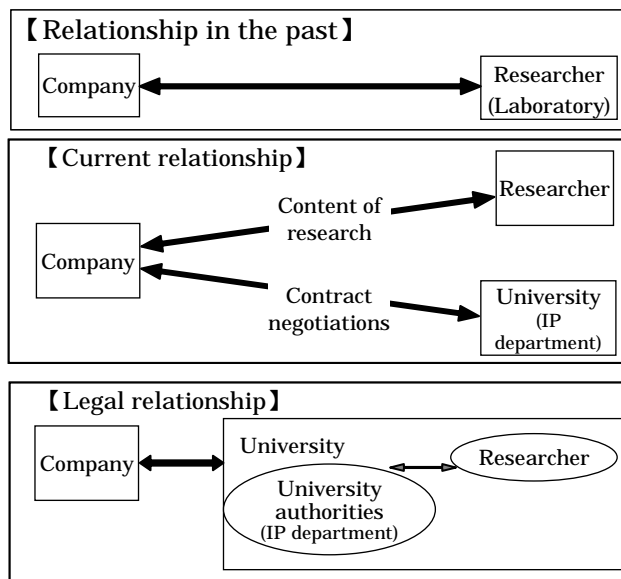 【Relationship in the past】
Company
Researcher
(Laboratory)
【Current relationship】
Researcher
Content of
research
Company
Contract
negotiations
University
(IP
department)
【Legal relationship】
Company
University
Researcher
University
authorities
(IP department)